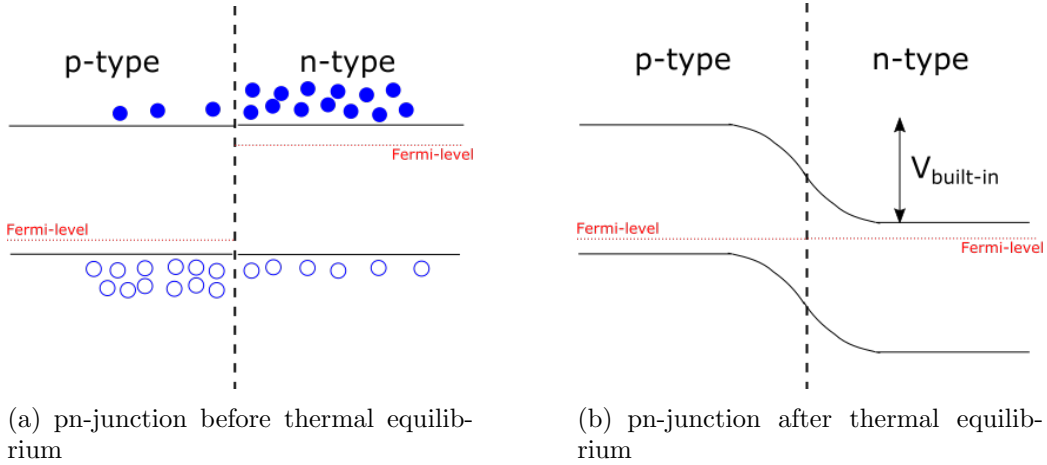 p-type
n-type
Fermi-level
Fermi-level
(a) pn-junction before thermal equilib-
rium
p-type
n-type
V built-in
Fermi-level
Fermi-level
(b) pn-junction after thermal equilib-
rium